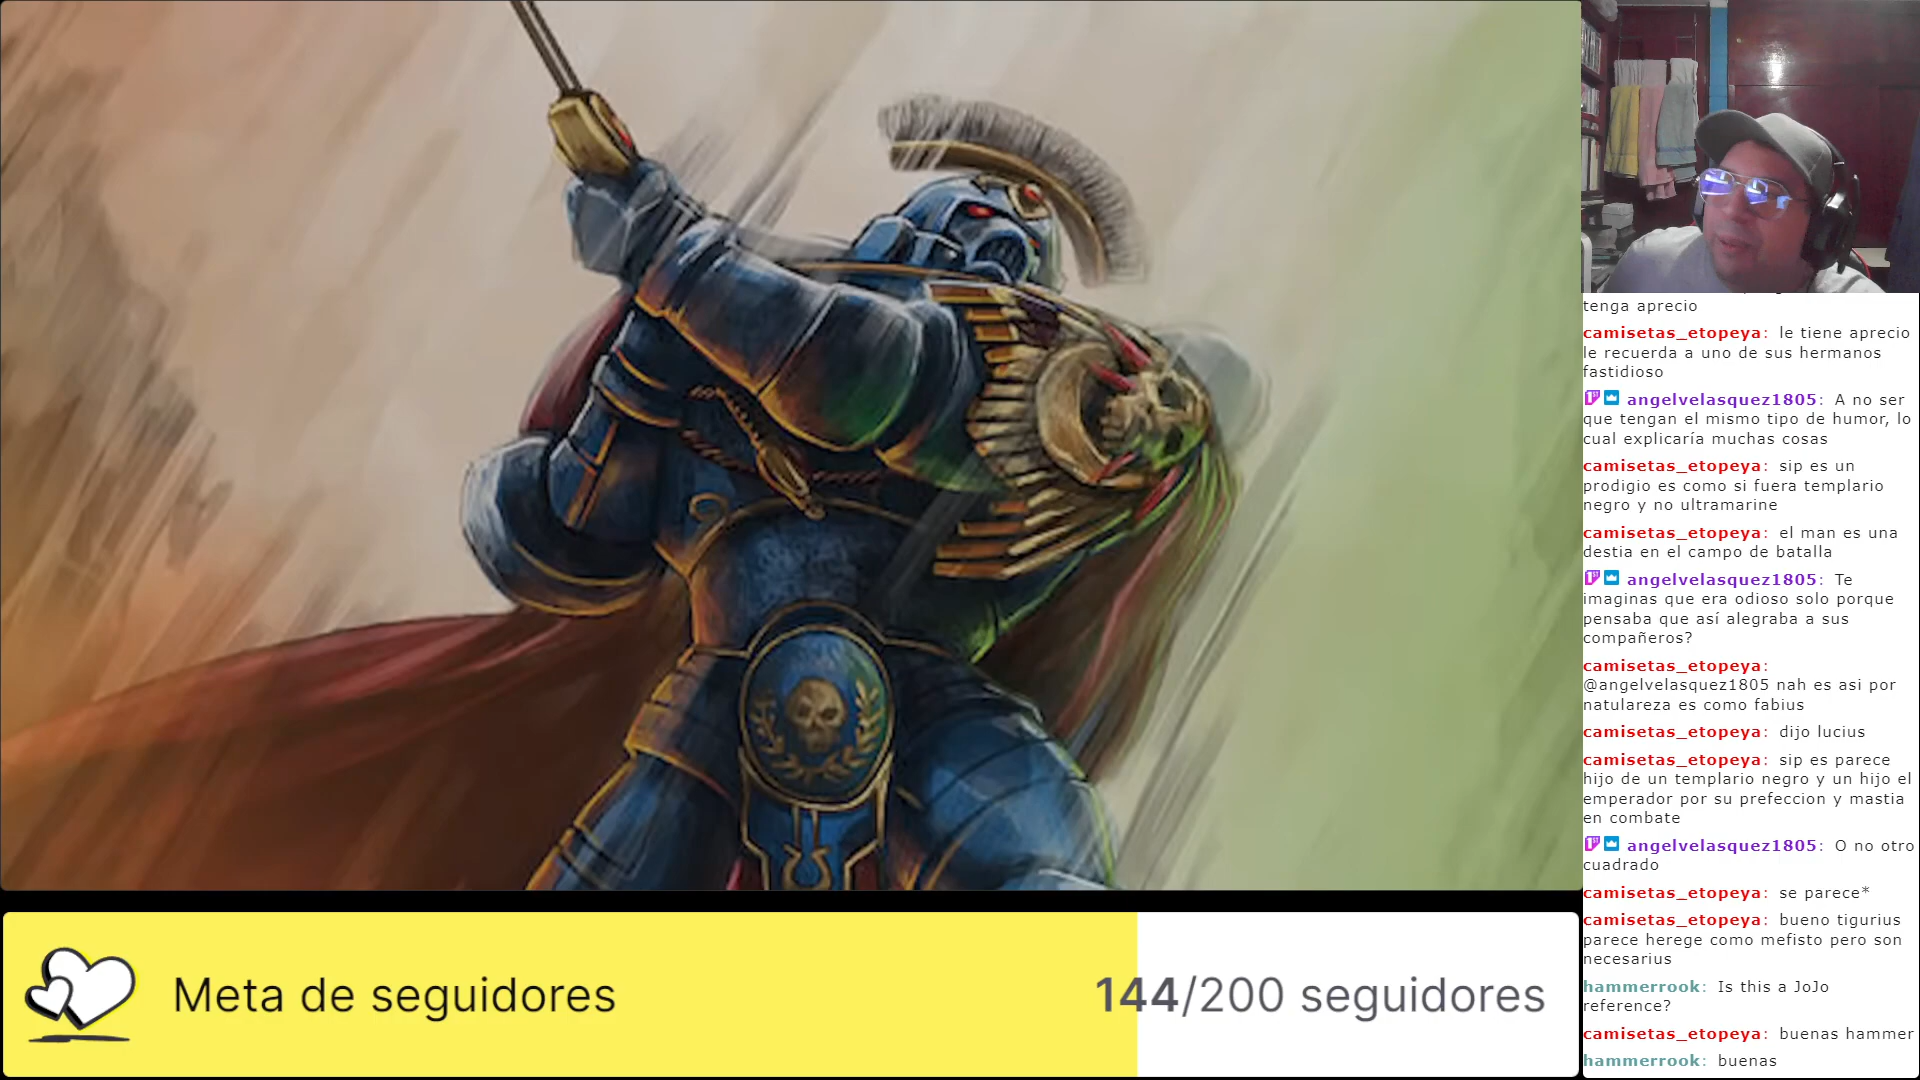 tenga aprecio
camisetas_etopeya: le tiene aprecio
le recuerda a uno de sus hermanos
fastidioso
angelvelasquez1805: A no ser
que tengan el mismo tipo de humor, lo
cual explicaría muchas cosas
camisetas_etopeya: sip es un
prodigio es como si fuera templario
negro y no ultramarine
camisetas_etopeya: el man es una
destia en el campo de batalla
angelvelasquez1805: Te
imaginas que era odioso solo porque
pensaba que así alegraba a sus
compañeros?
camisetas_etopeya:
@angelvelasquez1805 nah es asi por
natulareza es como fabius
camisetas_etopeya: dijo lucius
camisetas_etopeya: sip es parece
hijo de un templario negro y un hijo el
emperador por su prefeccion y mastia
en combate
angelvelasquez1805: O no otro
cuadrado
camisetas_etopeya: se parece*
camisetas_etopeya: bueno tigurius
parece herege como mefisto pero son
necesarius
hammerrook: Is this a JoJo
reference?
camisetas_etopeya: buenas hammer
hammerrook: buenas
Meta de seguidores
144/200 seguidores